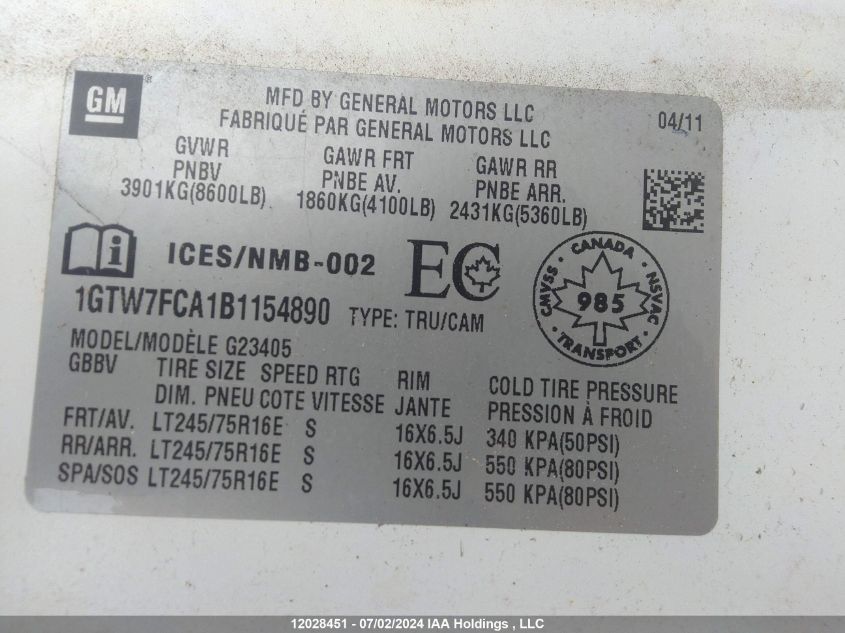 GM
MFD BY GENERAL MOTORS LLC
FABRIQUÉ PAR GENERAL MOTORS LLC
04/11
GVWR GAWR FRT GAWR RR
PNBV PNBE AV. PNBE ARR.
3901KG(8600LB) 1860KG(4100LB) 2431KG(5360LB)
ICES/NMB-002 EC
CANADA
CMVSS 985 NSVAC
TRANSPORT
1GTW7FCA1B1154890 TYPE: TRU/CAM
MODEL/MODÈLE G23405
GBBV TIRE SIZE SPEED RTG RIM COLD TIRE PRESSURE
DIM. PNEU COTE VITESSE JANTE PRESSION À FROID
FRT/AV. LT245/75R16E S 16X6.5J 340 KPA(50PSI)
RR/ARR. LT245/75R16E S 16X6.5J 550 KPA(80PSI)
SPA/SOS LT245/75R16E S 16X6.5J 550 KPA(80PSI)
12028451 - 07/02/2024 IAA Holdings , LLC